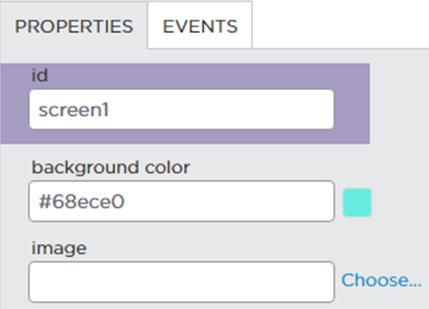 PROPERTIES EVENTS
id
screen1
background color
#68ece0
image
Choose...